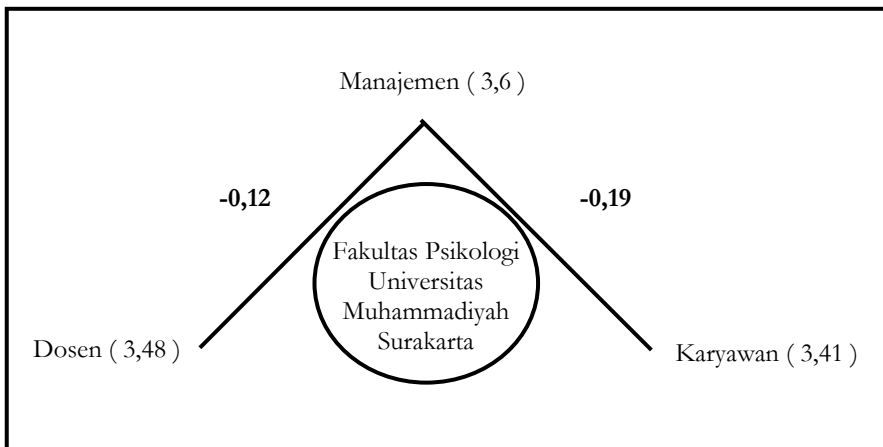 Manajemen ( 3,6 )
-0,12
-0,19
Fakultas Psikologi
Universitas
Muhammadiyah
Surakarta
Dosen ( 3,48 )
Karyawan ( 3,41 )